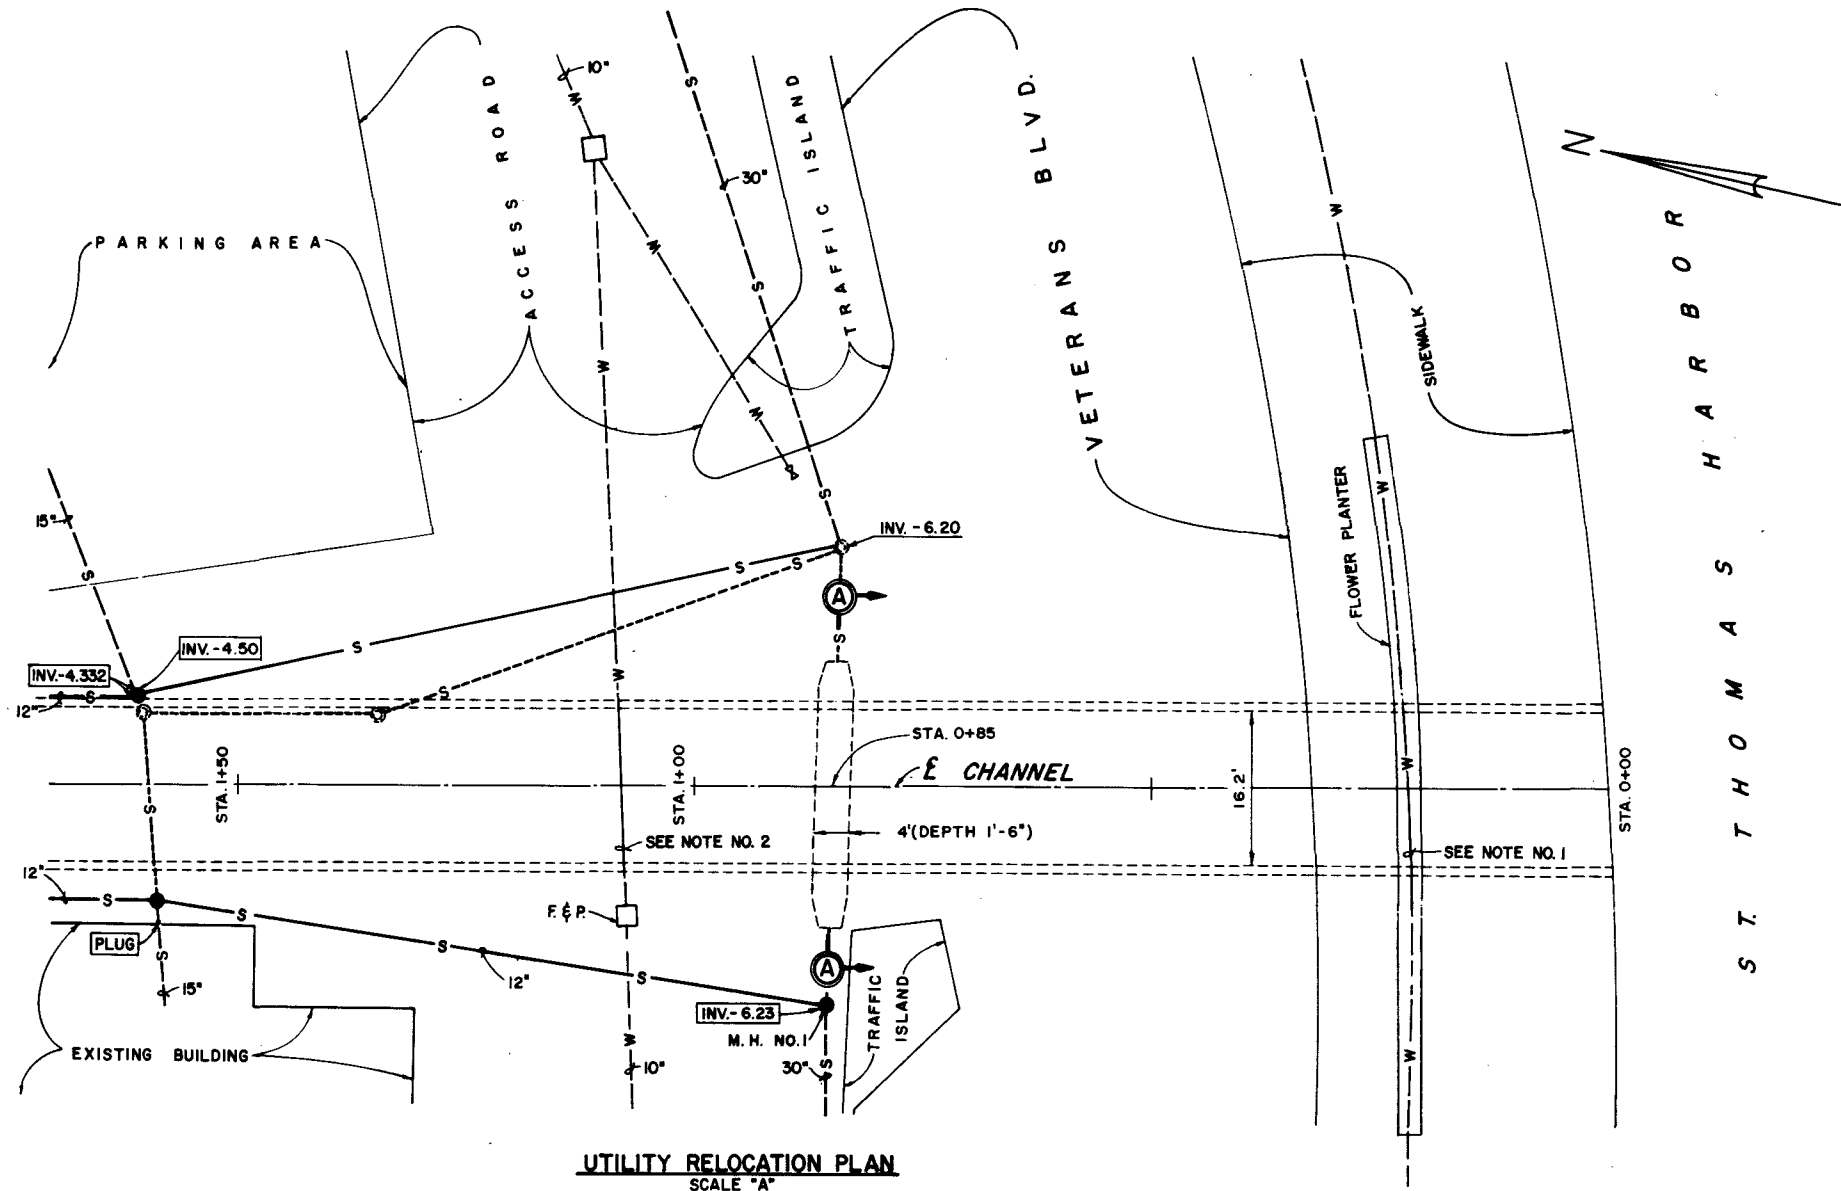 10"
S
W
ACCESS ROAD
30"
TRAFFIC ISLAND
VETERANS BLVD.
N
W
PARKING AREA
W
S
W
SIDEWALK
ST. THOMAS HARBOR
W
15"
S
INV. -6.20
W
FLOWER PLANTER
S
S
S
A
S
INV.-4.50
S
INV.-4.332
W
S
S
12"
STA. 1+50
STA. 1+00
STA. 0+85
℄ CHANNEL
16.2'
W
STA. 0+00
S
4'(DEPTH 1'-6")
SEE NOTE NO. 2
SEE NOTE NO. 1
12"
S
S
F. & P.
PLUG
S
S
12"
S
A
TRAFFIC ISLAND
15"
INV.-6.23
M. H. NO. 1
EXISTING BUILDING
W
10"
30"
S
W
UTILITY RELOCATION PLAN
SCALE "A"